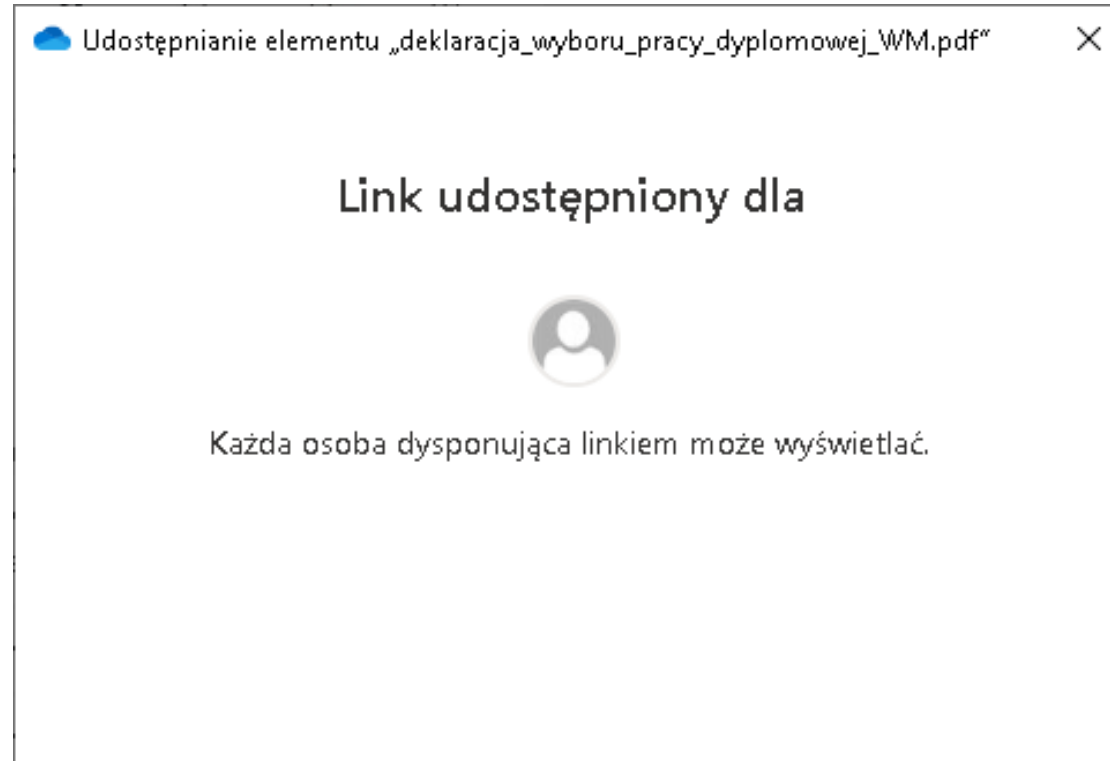 Udostępnianie elementu „deklaracja_wyboru_pracy_dyplomowej_WM.pdf“
Link udostępniony dla
Każda osoba dysponująca linkiem może wyświetlać.